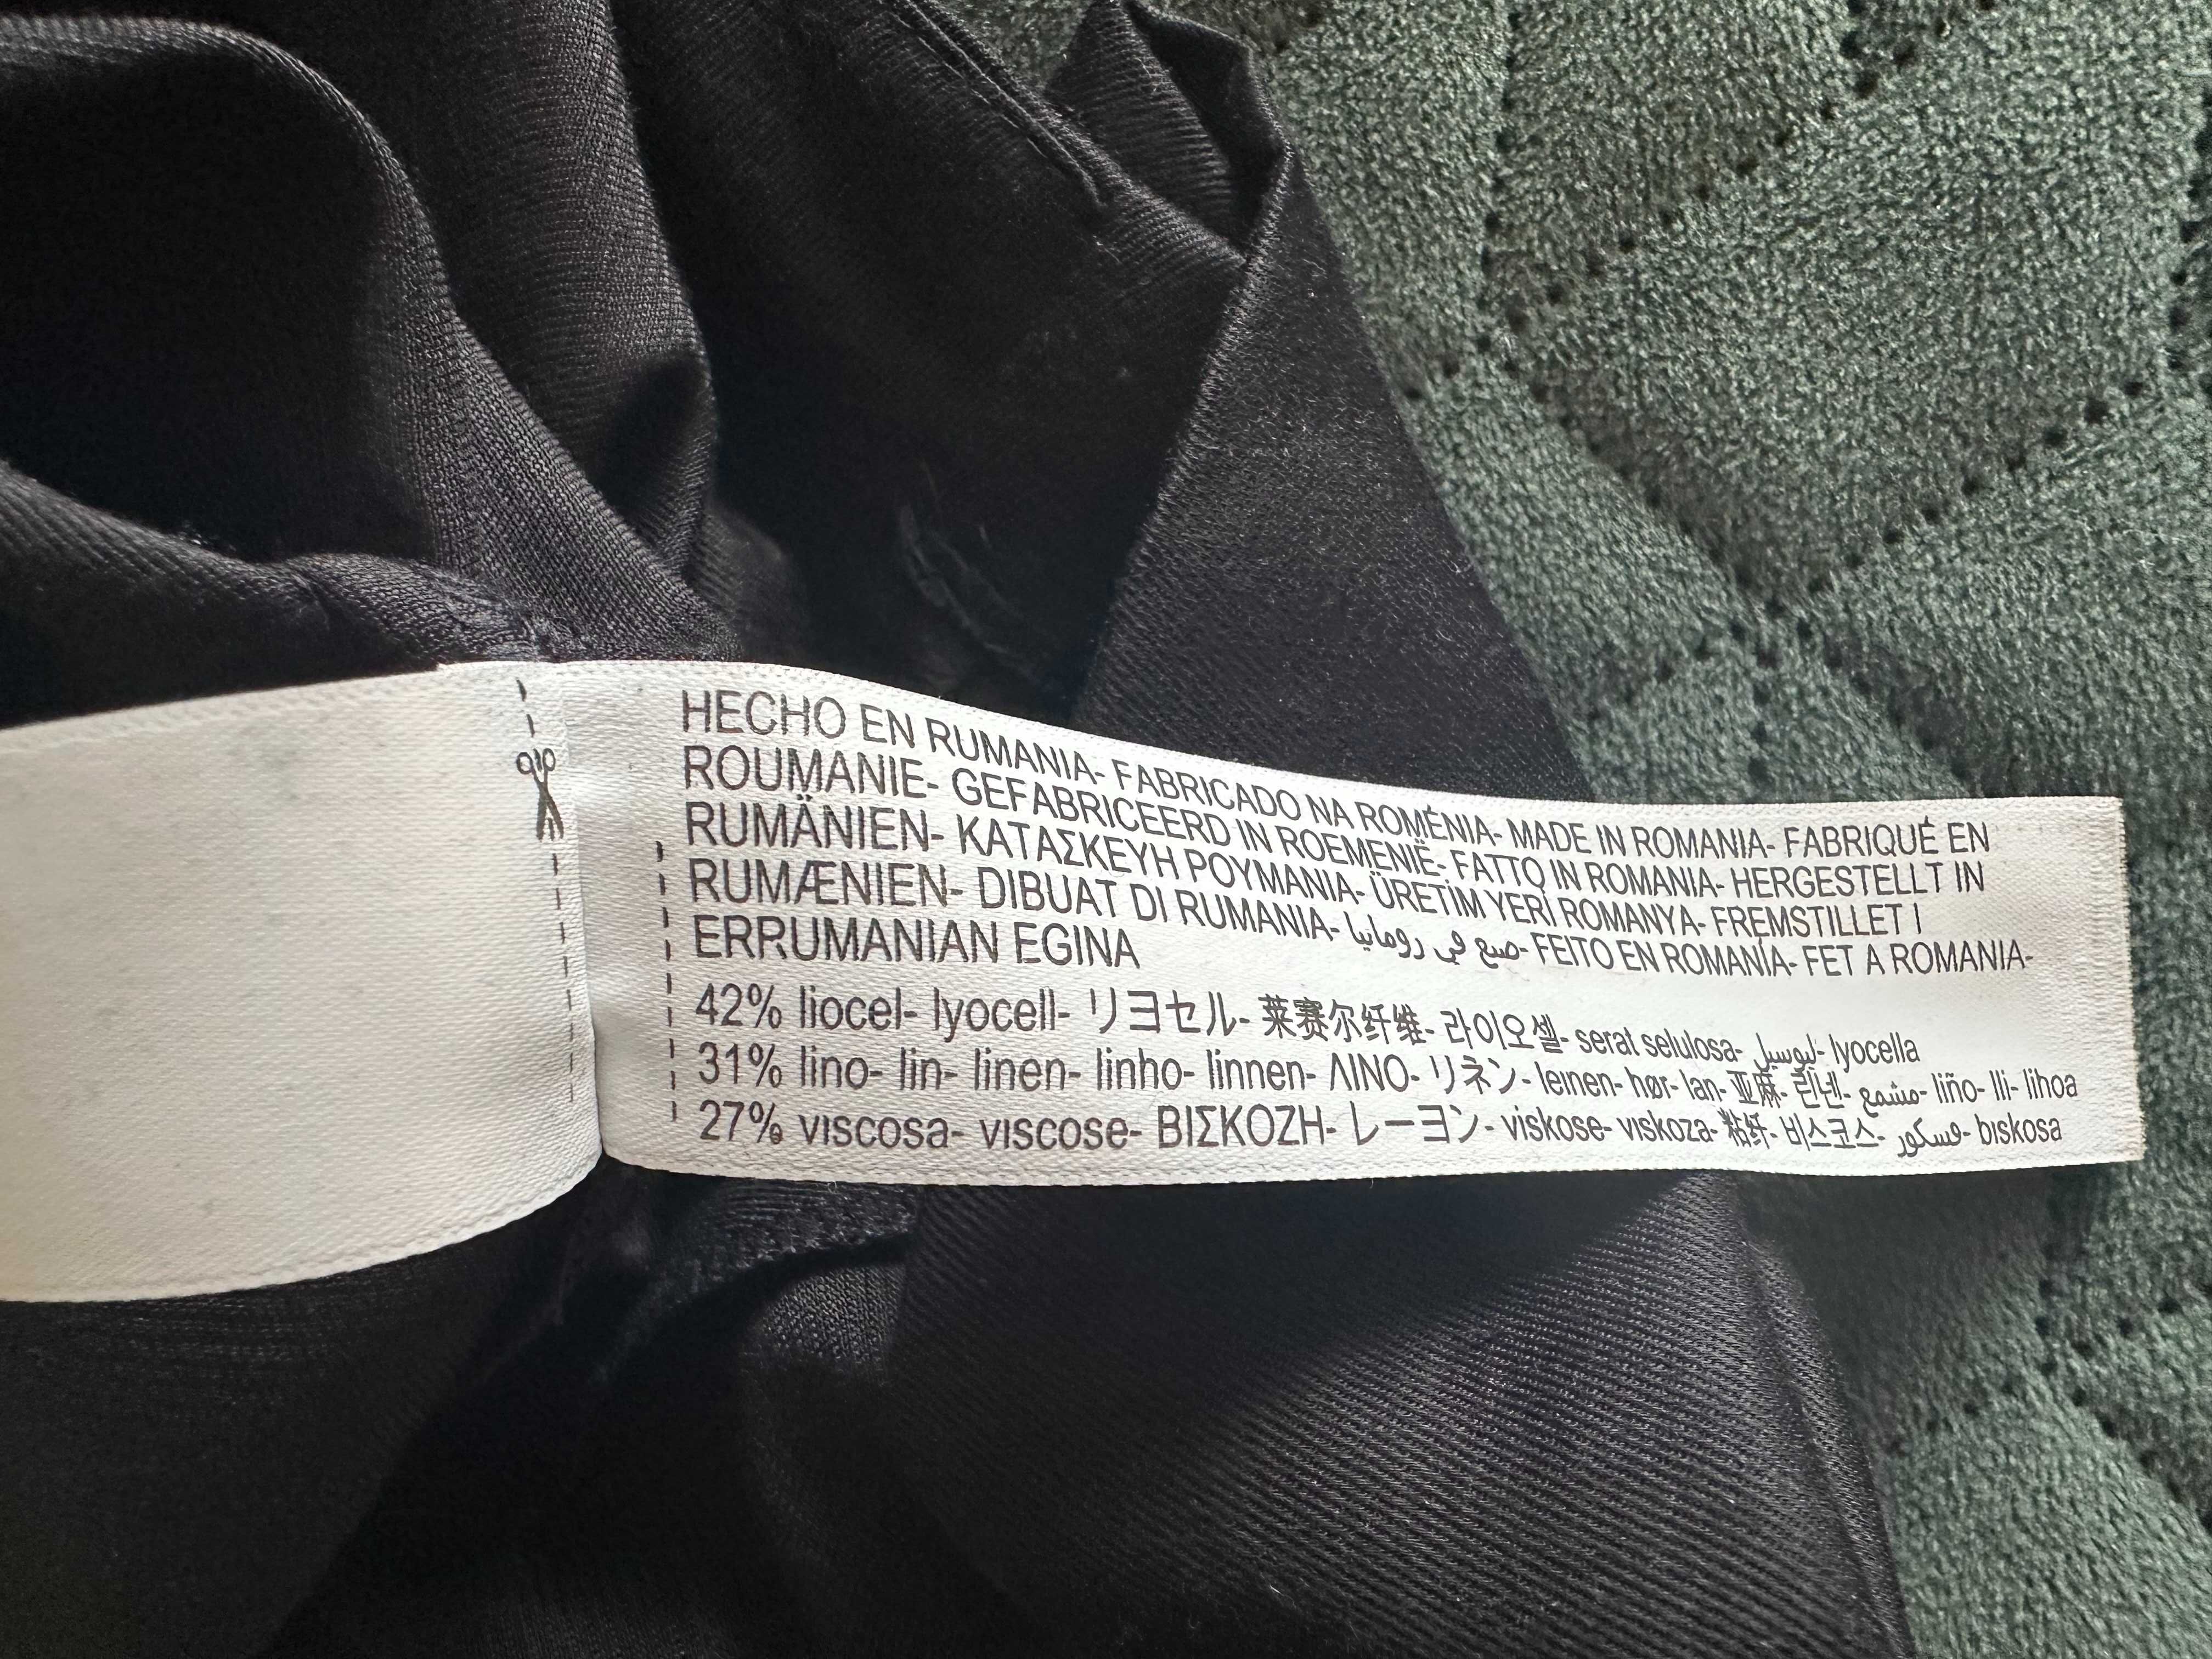 HECHO EN RUMANIA- FABRICADO NA ROMÉNIA- MADE IN ROMANIA- FABRIQUÉ EN
ROUMANIE- GEFABRICEERD IN ROEMENIË- FATTO IN ROMANIA- HERGESTELLT IN
RUMÄNIEN- ΚΑΤΑΣΚΕΥΗ ΡΟΥΜΑΝΙΑ- ÜRETİM YERİ ROMANYA- FREMSTILLET I
RUMÆNIEN- DIBUAT DI RUMANIA- صنع في رومانيا- FEITO EN ROMANÍA- FET A ROMANIA-
ERRUMANIAN EGINA
42% liocel- lyocell- リヨセル- 莱赛尔纤维- 라이오셀- serat selulosa- ليوسيل- lyocella
31% lino- lin- linen- linho- linnen- ΛΙΝΟ- リネン- leinen- hør- lan- 亚麻- 린넨- مشمع- liño- lli- lihoa
27% viscosa- viscose- ΒΙΣΚΟΖΗ- レーヨン- viskose- viskoza- 粘纤- 비스코스- فسكور- biskosa